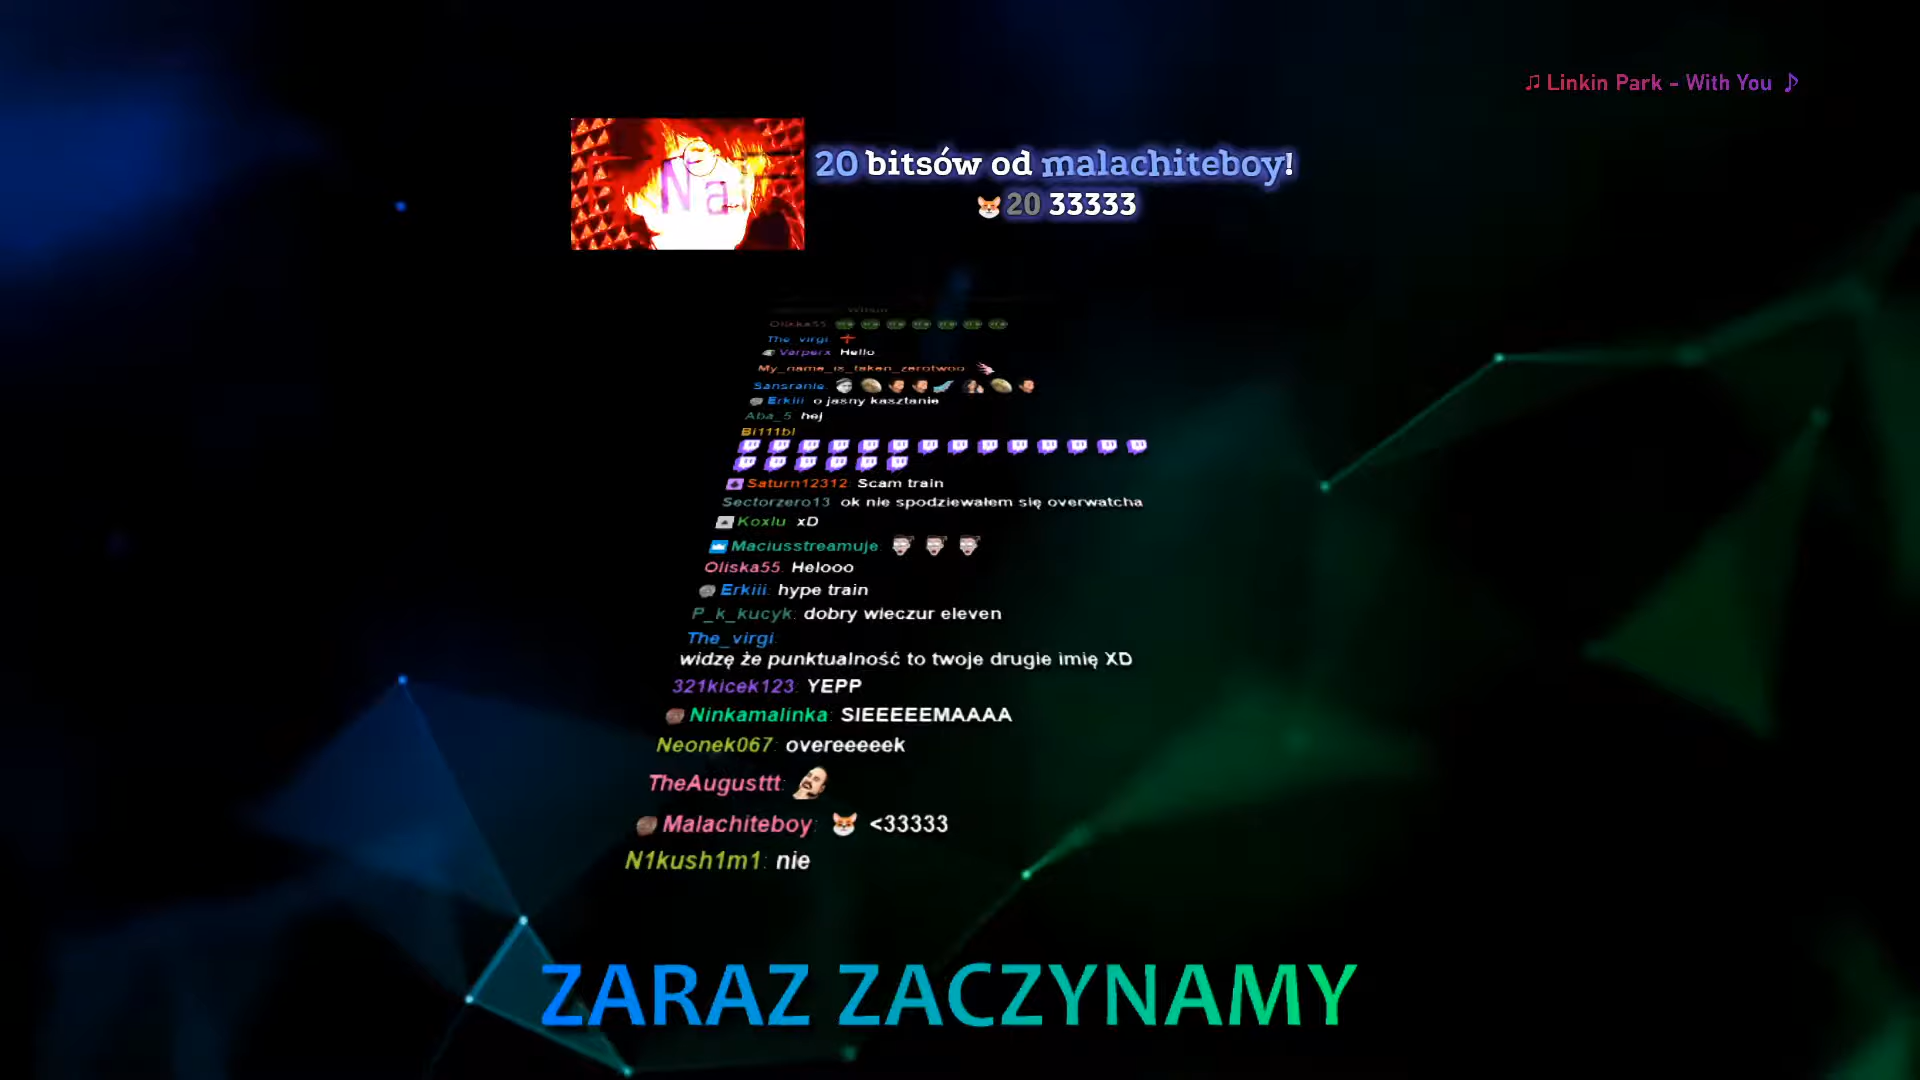 ♫ Linkin Park - With You ♪
Na
20 bitsów od malachiteboy!
20 33333
Oliska55:
The_virgi:
Varperx: Hello
My_name_is_taken_zerotwoo:
Sansranie:
Erkiii: o jasny kasztanie
Aba_5: hej
Bi111bl:
Saturn12312: Scam train
Sectorzero13: ok nie spodziewałem się overwatcha
Koxlu: xD
Maciusstreamuje:
Oliska55: Helooo
Erkiii: hype train
P_k_kucyk: dobry wieczur eleven
The_virgi:
widzę że punktualność to twoje drugie imię XD
321kicek123: YEPP
Ninkamalinka: SIEEEEEMAAAA
Neonek067: overeeeeek
TheAugusttt:
Malachiteboy: <33333
N1kush1m1: nie
ZARAZ ZACZYNAMY